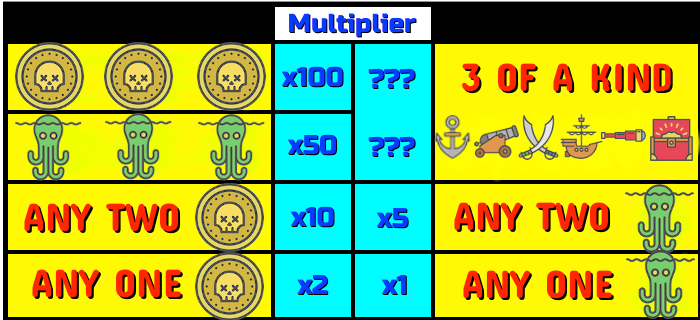 Multiplier
x100 ??? 3 OF A KIND
x50 ???
ANY TWO x10 x5 ANY TWO
ANY ONE x2 x1 ANY ONE